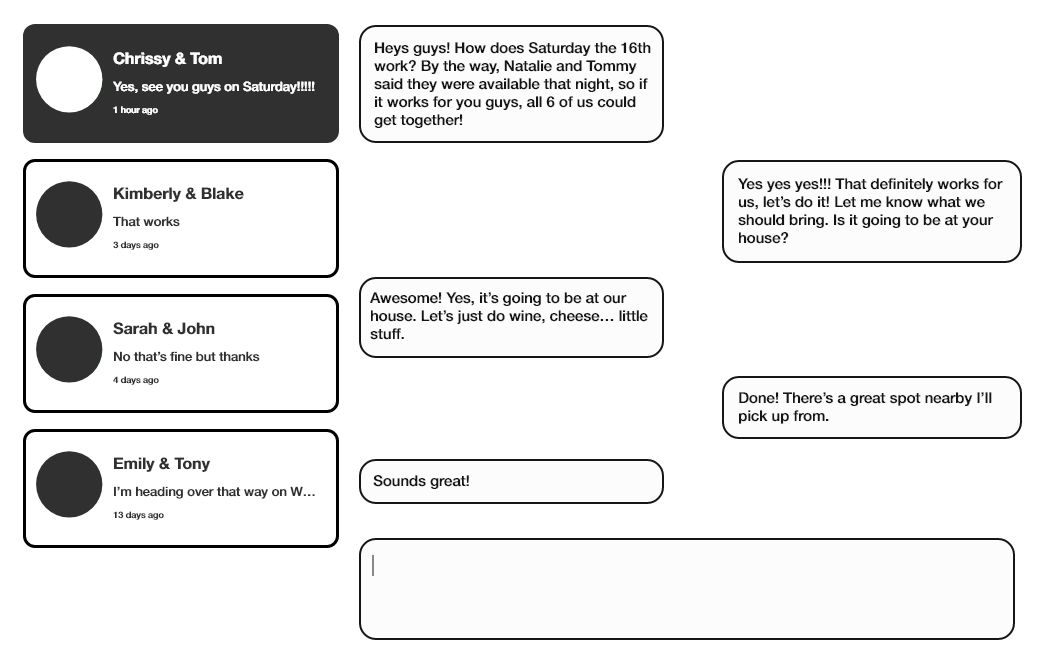 Chrissy & Tom
Yes, see you guys on Saturday!!!!!
1 hour ago
Kimberly & Blake
That works
3 days ago
Sarah & John
No that’s fine but thanks
4 days ago
Emily & Tony
I’m heading over that way on W…
13 days ago
Heys guys! How does Saturday the 16th
work? By the way, Natalie and Tommy
said they were available that night, so if
it works for you guys, all 6 of us could
get together!
Yes yes yes!!! That definitely works for
us, let’s do it! Let me know what we
should bring. Is it going to be at your
house?
Awesome! Yes, it’s going to be at our
house. Let’s just do wine, cheese… little
stuff.
Done! There’s a great spot nearby I’ll
pick up from.
Sounds great!